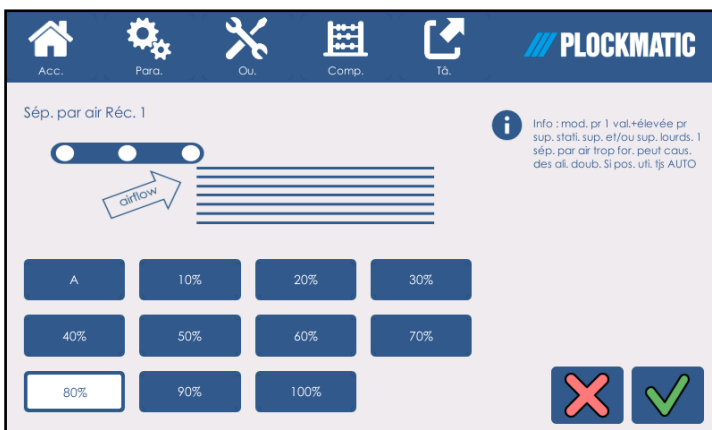 Acc.
Para.
Ou.
Comp.
Tâ.
PLOCKMATIC
Sép. par air Réc. 1
Info : mod. pr 1 val.+élevée pr
sup. stati. sup. et/ou sup. lourds. 1
sép. par air trop for. peut caus.
des ali. doub. Si pos. uti. tjs AUTO
airflow
A
10%
20%
30%
40%
50%
60%
70%
80%
90%
100%